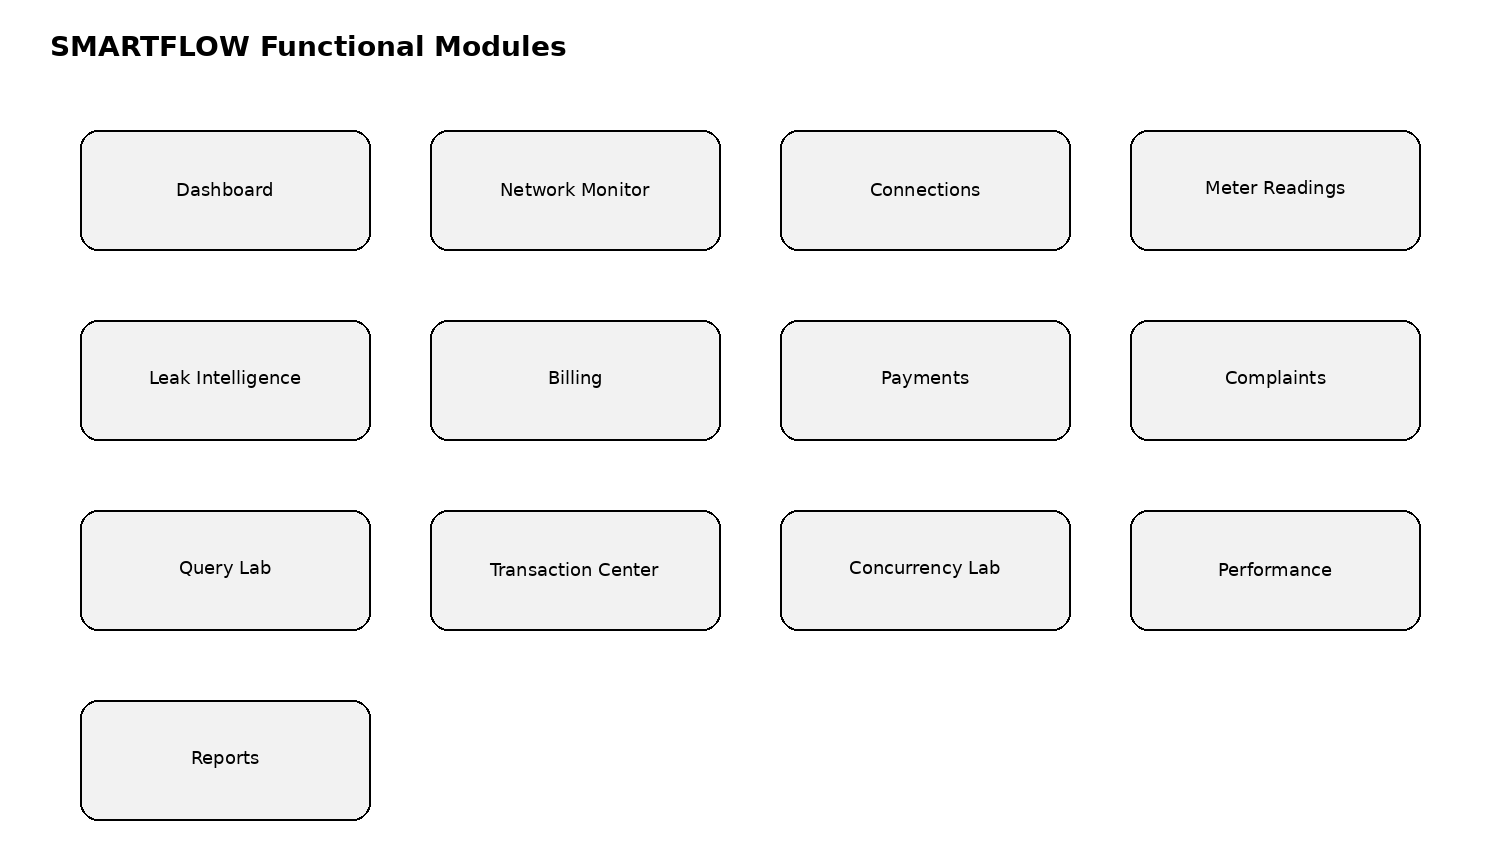 SMARTFLOW Functional Modules
Dashboard
Network Monitor
Connections
Meter Readings
Leak Intelligence
Billing
Payments
Complaints
Query Lab
Transaction Center
Concurrency Lab
Performance
Reports